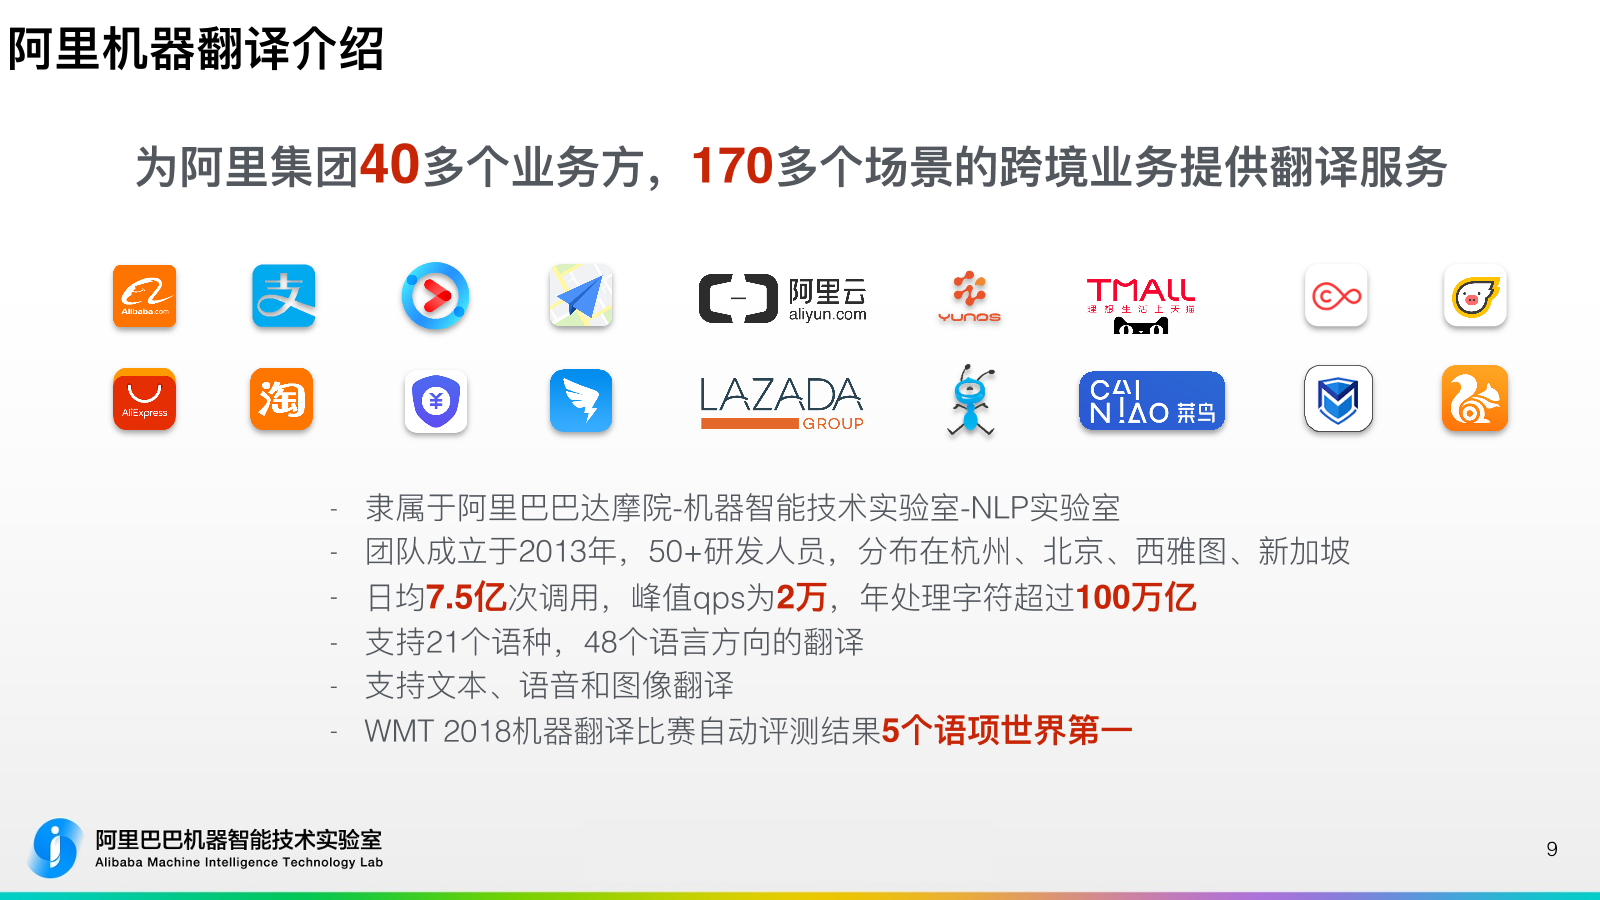 阿里机器翻译介绍
为阿里集团40多个业务方，170多个场景的跨境业务提供翻译服务
Alibaba.com
支
阿里云
aliyun.com
YUNOS
TMALL
理想生活上天猫
C
AliExpress
淘
¥
LAZADA
GROUP
CAI
NIAO 菜鸟
- 隶属于阿里巴巴达摩院-机器智能技术实验室-NLP实验室
- 团队成立于2013年，50+研发人员，分布在杭州、北京、西雅图、新加坡
- 日均7.5亿次调用，峰值qps为2万，年处理字符超过100万亿
- 支持21个语种，48个语言方向的翻译
- 支持文本、语音和图像翻译
- WMT 2018机器翻译比赛自动评测结果5个语项世界第一
阿里巴巴机器智能技术实验室
Alibaba Machine Intelligence Technology Lab
9